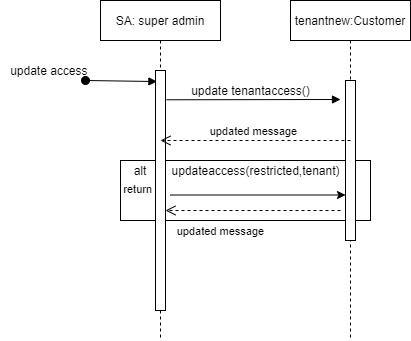 SA: super admin
tenantnew:Customer
update access
update tenantaccess()
updated message
alt
updateaccess(restricted,tenant)
return
updated message